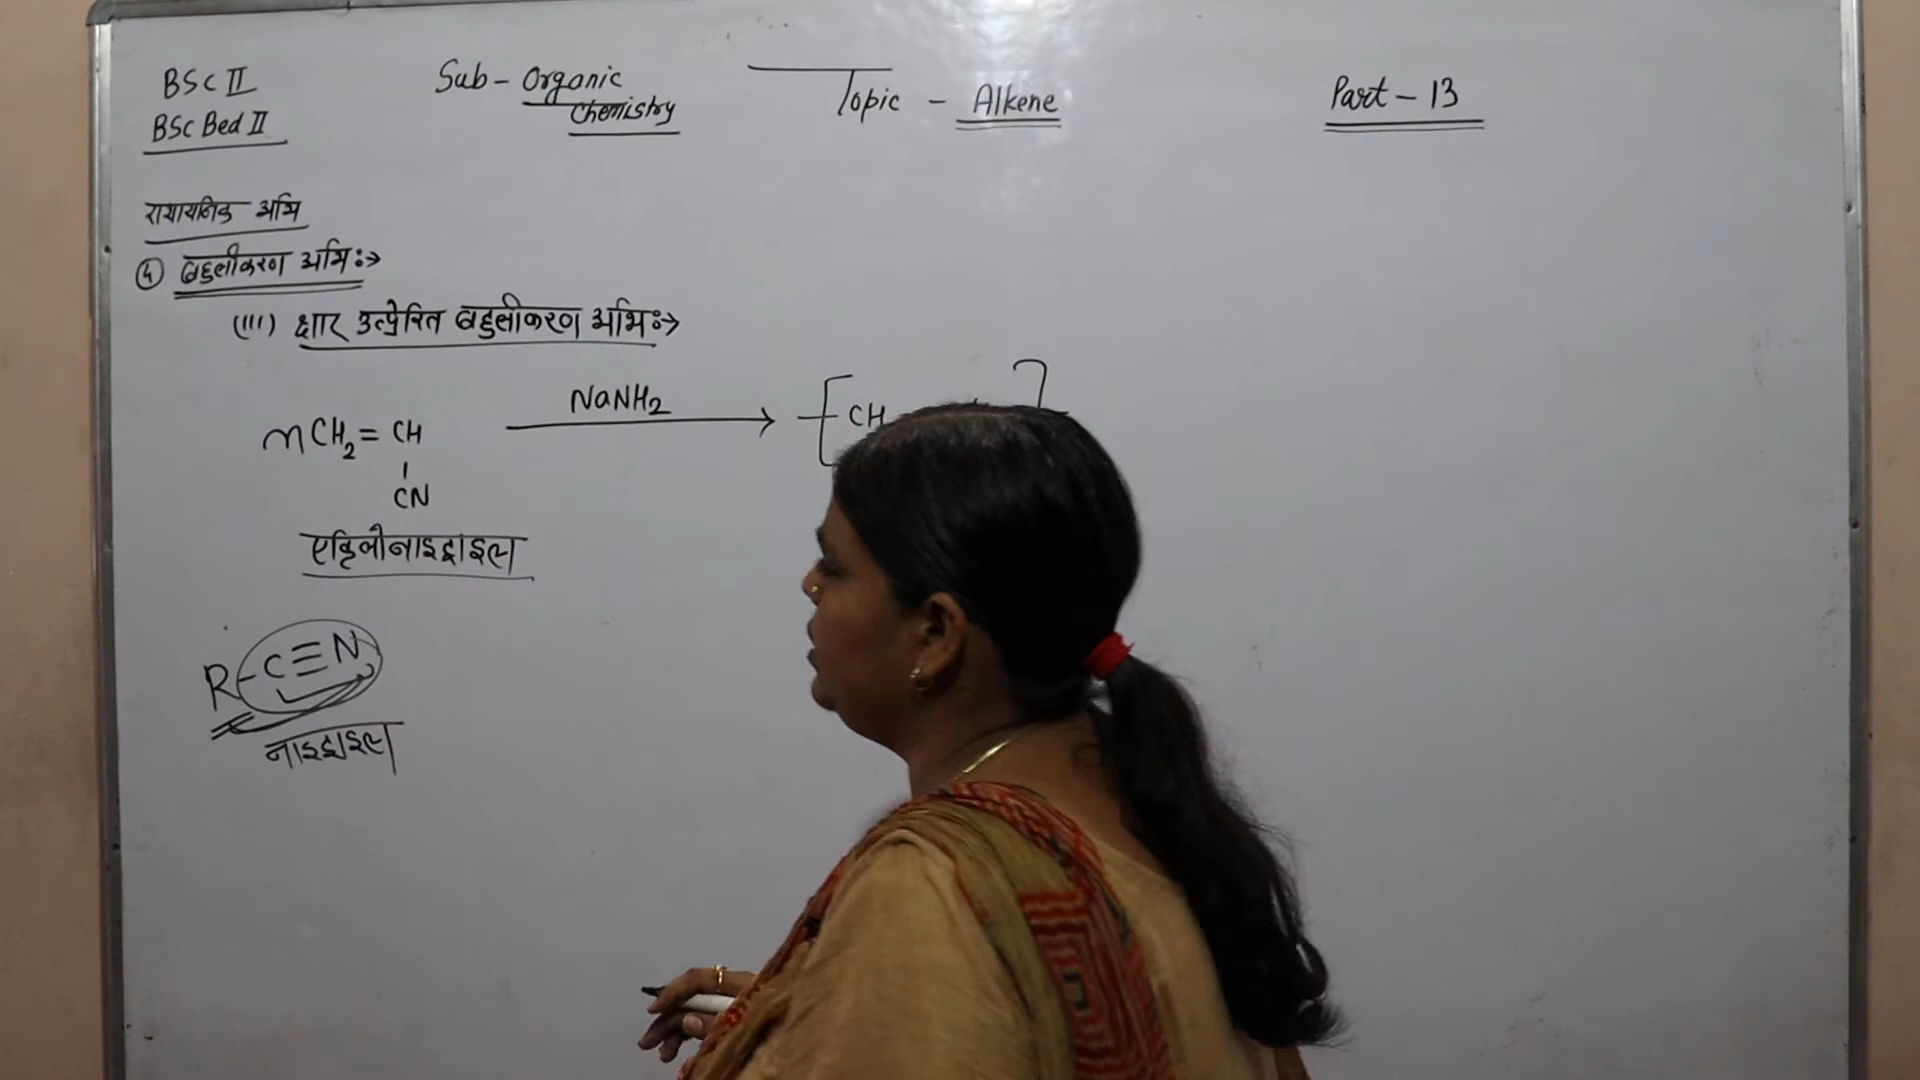 BSc II
BSc Bed II
Sub - Organic
Chemistry
Topic - Alkene
Part - 13
रासायनिक अभि
④ बहुलीकरण अभि :→
(III) क्षार उत्प्रेरित बहुलीकरण अभि :→
nCH₂ = CH
CN
NaNH₂
[CH
एक्रिलोनाइट्राइल
R-C≡N
नाइट्राइल